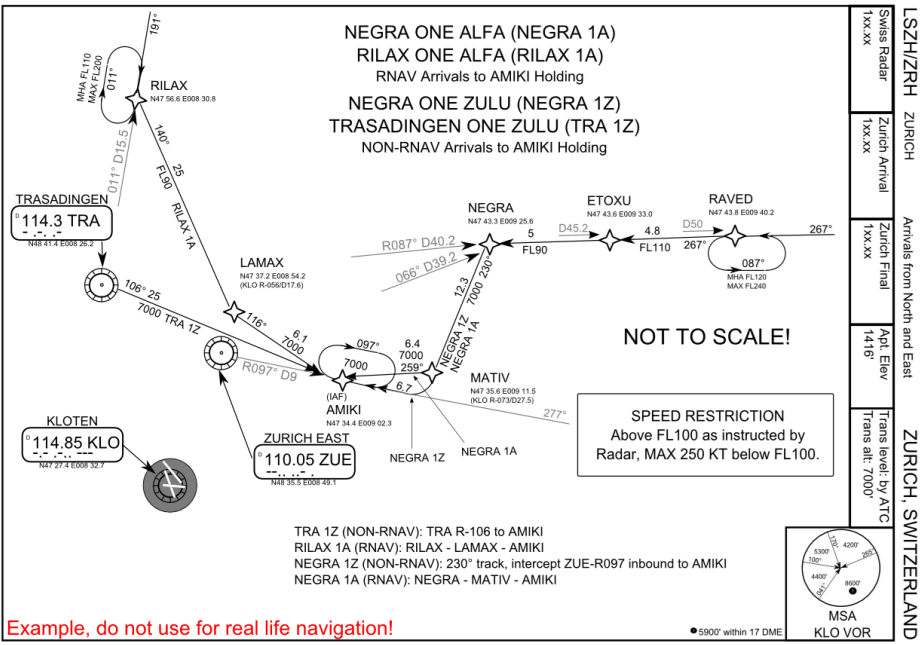 NEGRA ONE ALFA (NEGRA 1A)
RILAX ONE ALFA (RILAX 1A)
RNAV Arrivals to AMIKI Holding
NEGRA ONE ZULU (NEGRA 1Z)
TRASADINGEN ONE ZULU (TRA 1Z)
NON-RNAV Arrivals to AMIKI Holding
191°
MHA FL110
MAX FL200
011°
RILAX
N47 56.6 E008 30.8
011° D15.5
140°
25
FL90
RILAX 1A
TRASADINGEN
D 114.3 TRA
- .-. .-
N48 41.4 E008 26.2
106° 25
7000 TRA 1Z
LAMAX
N47 37.2 E008 54.2
(KLO R-056/D17.6)
116°
6.1
7000
NEGRA
N47 43.3 E009 25.6
ETOXU
N47 43.6 E009 33.0
RAVED
N47 43.8 E009 40.2
R087° D40.2
066° D39.2
5
FL90
D45.2
4.8
FL110
D50
267°
267°
087°
MHA FL120
MAX FL240
12.3
7000 230°
NEGRA 1Z
NEGRA 1A
097°
7000
6.4
7000
259°
6.7
R097° D9
(IAF)
AMIKI
N47 34.4 E009 02.3
MATIV
N47 35.6 E009 11.5
(KLO R-073/D27.5)
277°
NEGRA 1Z
NEGRA 1A
KLOTEN
D 114.85 KLO
-.- .-.. ---
N47 27.4 E008 32.7
ZURICH EAST
D 110.05 ZUE
--.. ..- .
N48 35.5 E008 49.1
NOT TO SCALE!
SPEED RESTRICTION
Above FL100 as instructed by
Radar, MAX 250 KT below FL100.
TRA 1Z (NON-RNAV): TRA R-106 to AMIKI
RILAX 1A (RNAV): RILAX - LAMAX - AMIKI
NEGRA 1Z (NON-RNAV): 230° track, intercept ZUE-R097 inbound to AMIKI
NEGRA 1A (RNAV): NEGRA - MATIV - AMIKI
Example, do not use for real life navigation!
5900' within 17 DME
170°
4200'
5300'
265°
100°
4400'
8600'
041°
MSA
KLO VOR
LSZH/ZRH
ZURICH
Arrivals from North and East
ZURICH, SWITZERLAND
Swiss Radar
1xx.xx
Zurich Arrival
1xx.xx
Zurich Final
1xx.xx
Apt. Elev
1416'
Trans level: by ATC
Trans alt: 7000'